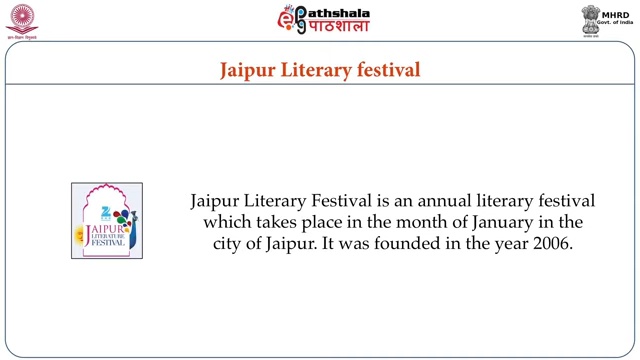 Pathshala
पाठशाला
MHRD
Govt. of India
Jaipur Literary festival
Jaipur Literary Festival is an annual literary festival
which takes place in the month of January in the
city of Jaipur. It was founded in the year 2006.
JAIPUR
LITERATURE
FESTIVAL